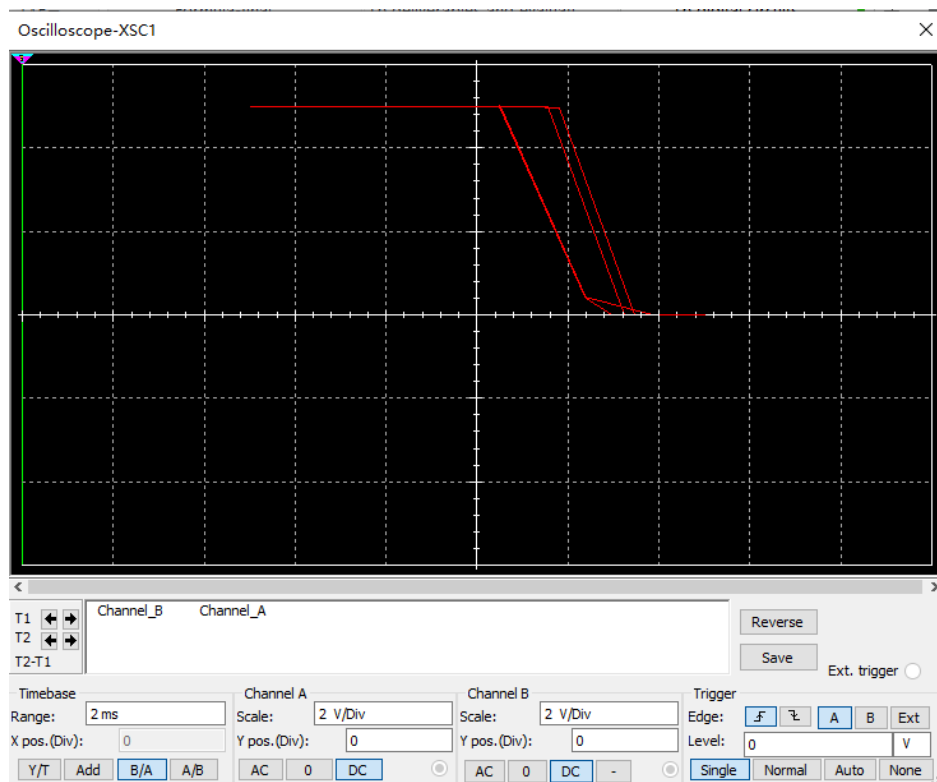 Oscilloscope-XSC1
T1
T2
T2-T1
Channel_B Channel_A
Reverse
Save
Ext. trigger
Timebase
Range: 2 ms
X pos.(Div): 0
Y/T Add B/A A/B
Channel A
Scale: 2 V/Div
Y pos.(Div): 0
AC 0 DC
Channel B
Scale: 2 V/Div
Y pos.(Div): 0
AC 0 DC -
Trigger
Edge: A B Ext
Level: 0 V
Single Normal Auto None